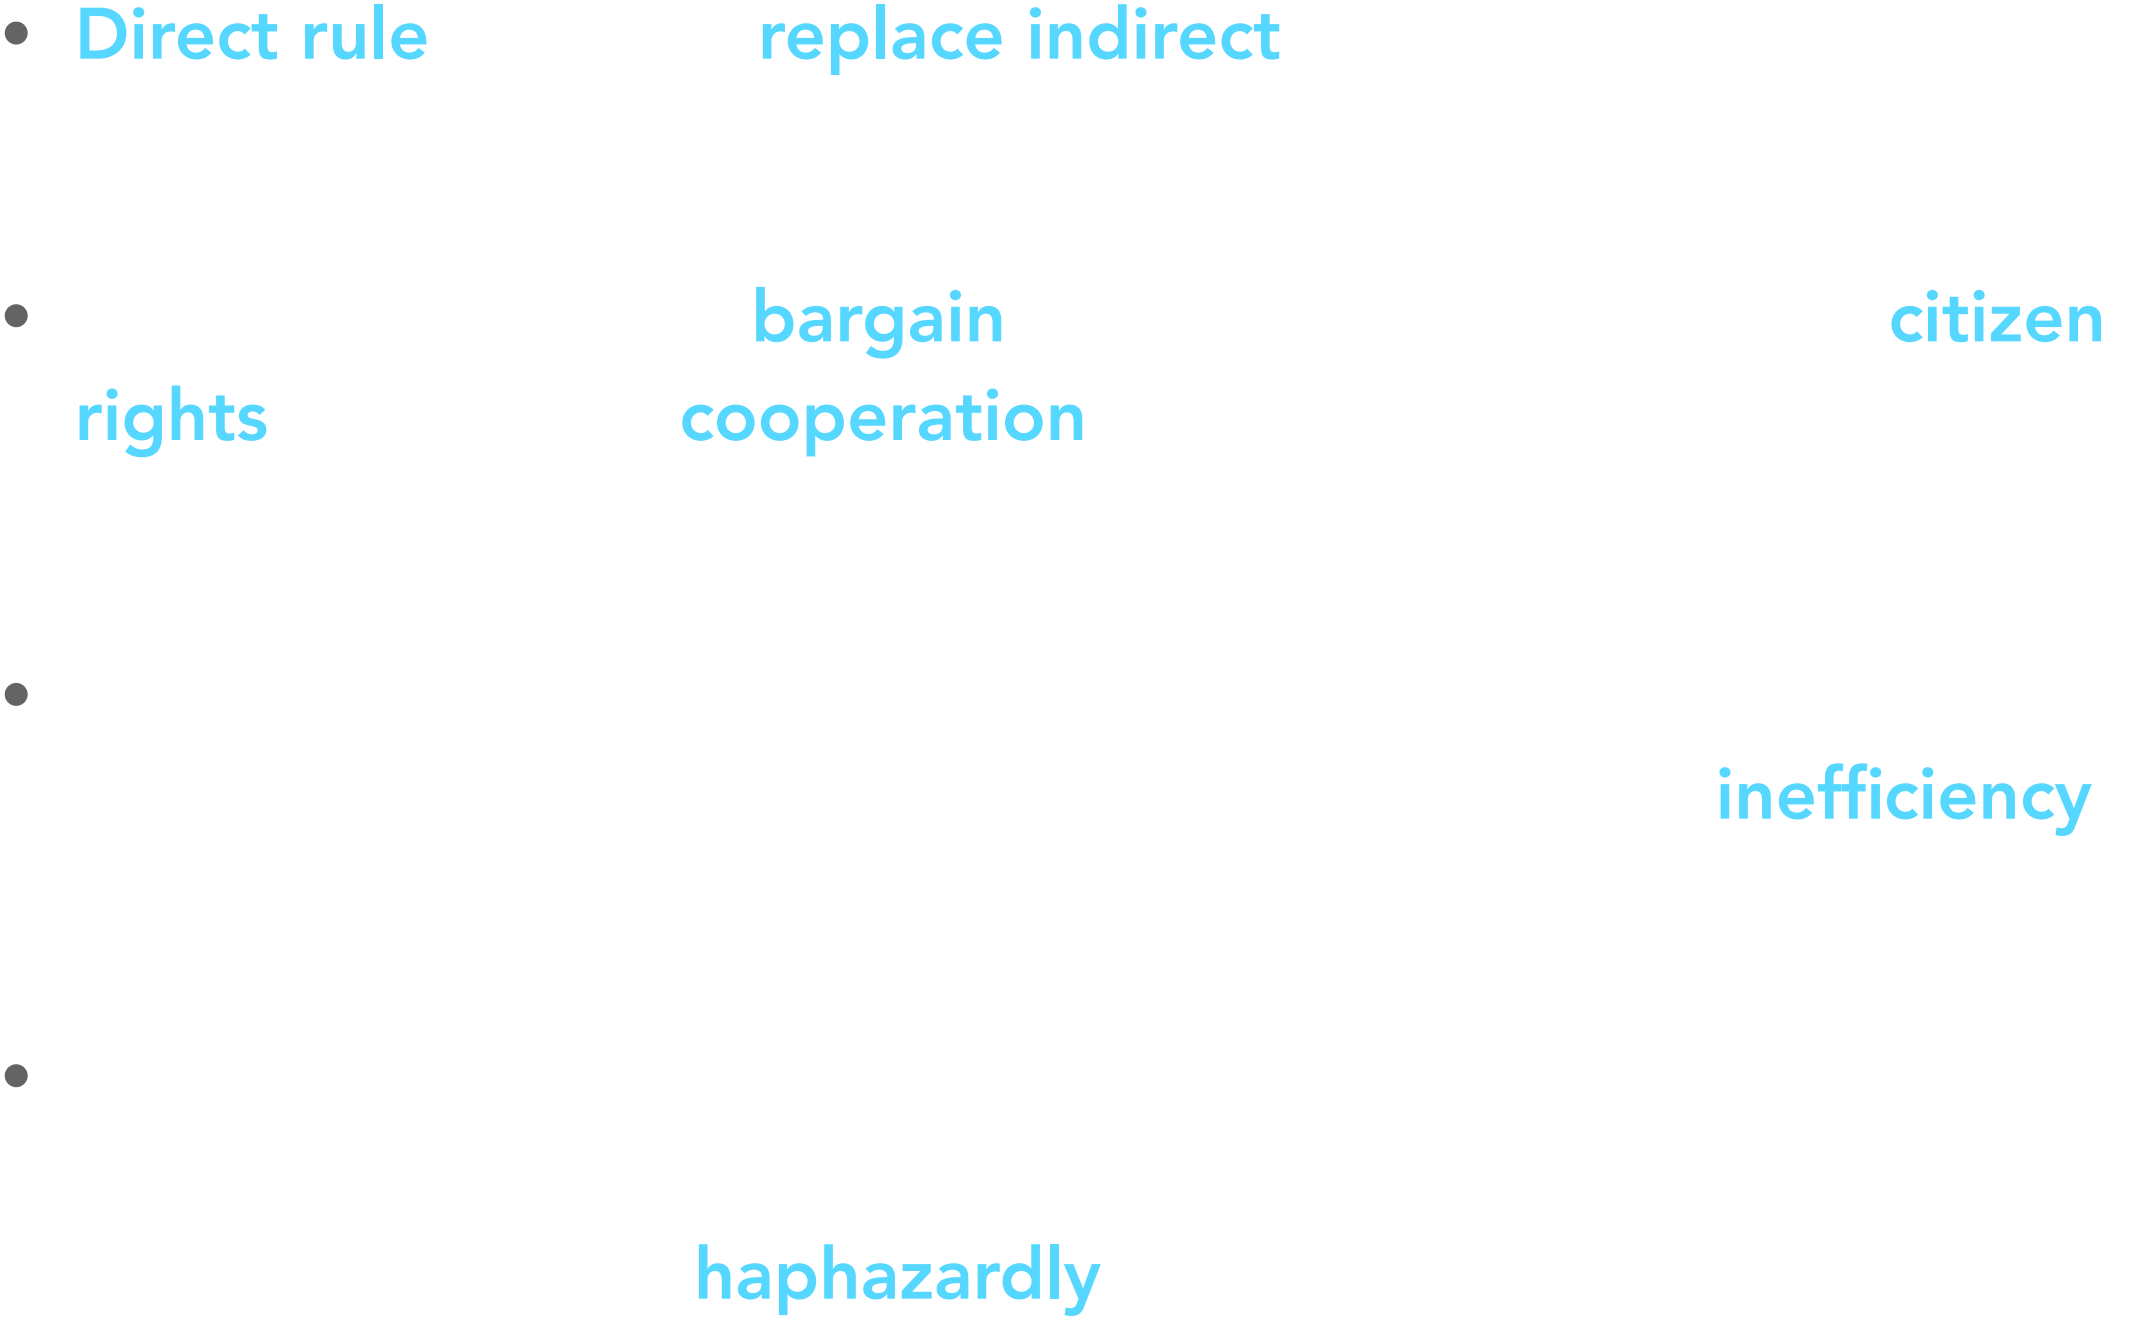 • Direct rule replace indirect
• bargain citizen
rights cooperation
•
inefficiency
•
haphazardly